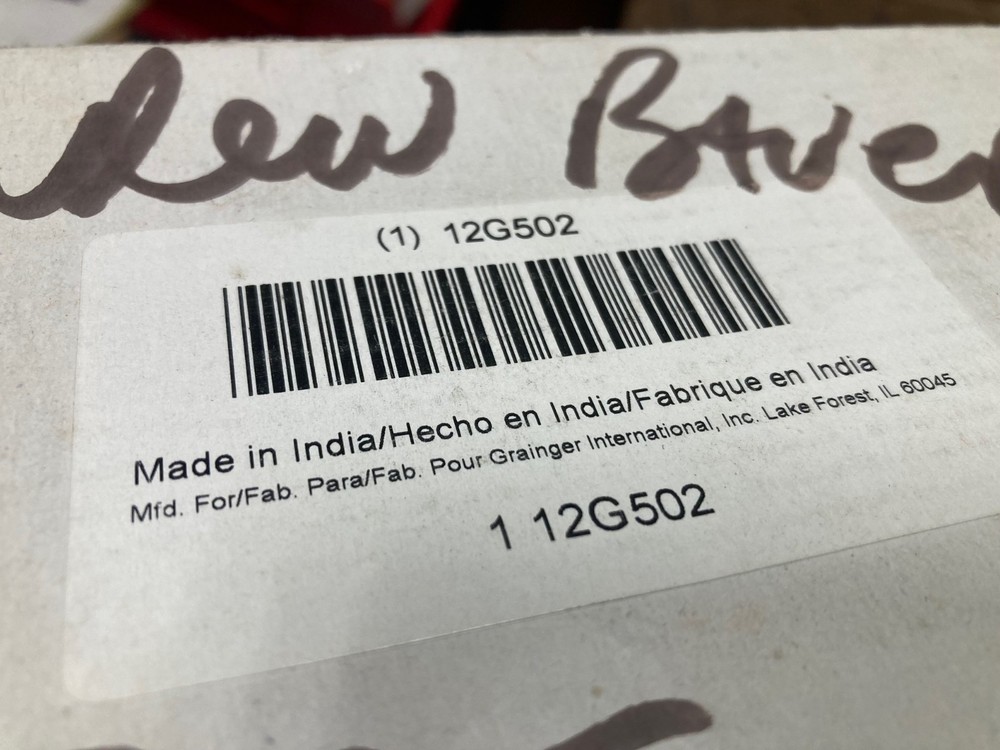 New
(1) 12G502
Made in India/Hecho en India/Fabrique en India
Mfd. For/Fab. Para/Fab. Pour Grainger International, Inc. Lake Forest, IL 60045
1 12G502